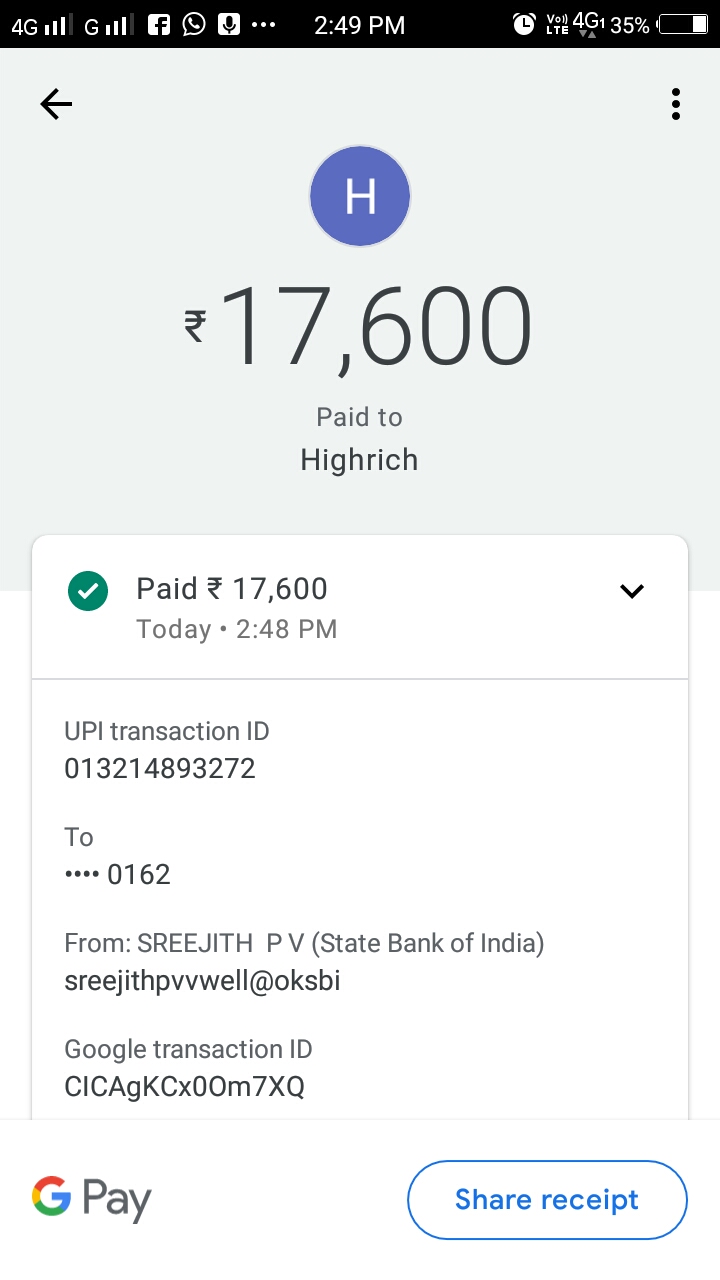 4G G 2:49 PM Vo)) LTE 4G1 35%
H
₹17,600
Paid to
Highrich
Paid ₹ 17,600
Today • 2:48 PM
UPI transaction ID
013214893272
To
•••• 0162
From: SREEJITH  P V (State Bank of India)
sreejithpvvwell@oksbi
Google transaction ID
CICAgKCx0Om7XQ
G Pay Share receipt